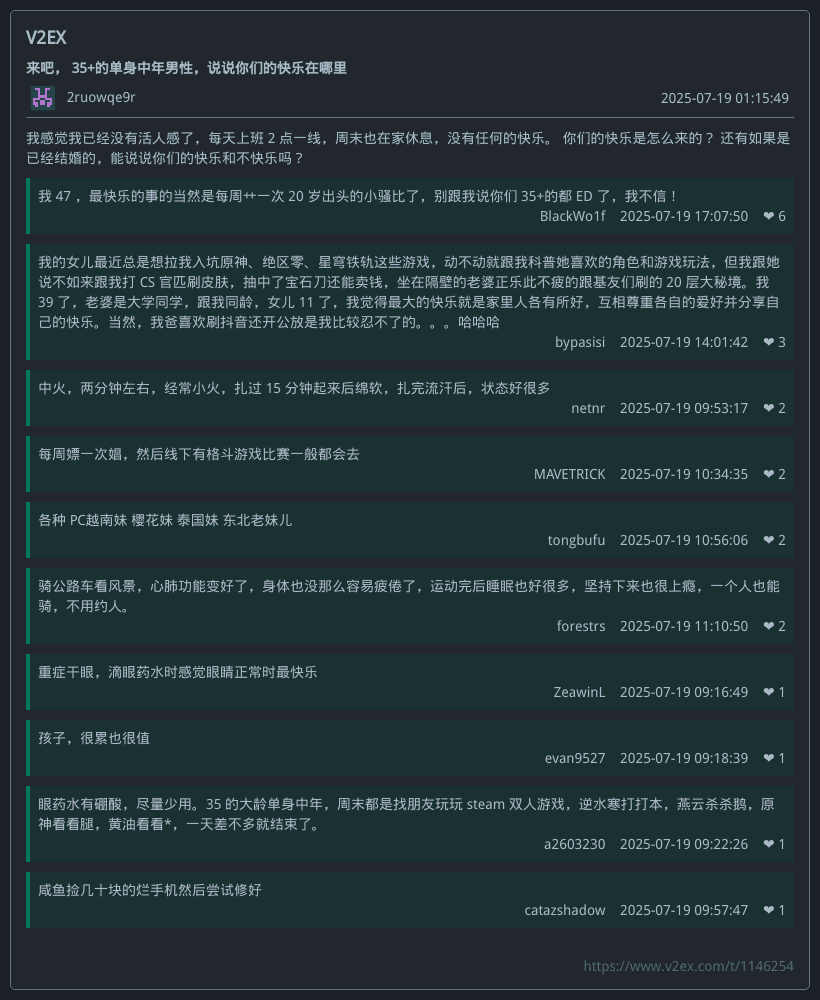 V2EX
来吧， 35+的单身中年男性，说说你们的快乐在哪里
2ruowqe9r 2025-07-19 01:15:49
我感觉我已经没有活人感了，每天上班 2 点一线，周末也在家休息，没有任何的快乐。 你们的快乐是怎么来的？ 还有如果是
已经结婚的，能说说你们的快乐和不快乐吗？
我 47 ，最快乐的事的当然是每周艹一次 20 岁出头的小骚比了，别跟我说你们 35+的都 ED 了，我不信！
BlackWo1f 2025-07-19 17:07:50 ❤ 6
我的女儿最近总是想拉我入坑原神、绝区零、星穹铁轨这些游戏，动不动就跟我科普她喜欢的角色和游戏玩法，但我跟她
说不如来跟我打 CS 官匹刷皮肤，抽中了宝石刀还能卖钱，坐在隔壁的老婆正乐此不疲的跟基友们刷的 20 层大秘境。我
39 了，老婆是大学同学，跟我同龄，女儿 11 了，我觉得最大的快乐就是家里人各有所好，互相尊重各自的爱好并分享自
己的快乐。当然，我爸喜欢刷抖音还开公放是我比较忍不了的。。。哈哈哈
bypasisi 2025-07-19 14:01:42 ❤ 3
中火，两分钟左右，经常小火，扎过 15 分钟起来后绵软，扎完流汗后，状态好很多
netnr 2025-07-19 09:53:17 ❤ 2
每周嫖一次娼，然后线下有格斗游戏比赛一般都会去
MAVETRICK 2025-07-19 10:34:35 ❤ 2
各种 PC越南妹 樱花妹 泰国妹 东北老妹儿
tongbufu 2025-07-19 10:56:06 ❤ 2
骑公路车看风景，心肺功能变好了，身体也没那么容易疲倦了，运动完后睡眠也好很多，坚持下来也很上瘾，一个人也能
骑，不用约人。
forestrs 2025-07-19 11:10:50 ❤ 2
重症干眼，滴眼药水时感觉眼睛正常时最快乐
ZeawinL 2025-07-19 09:16:49 ❤ 1
孩子，很累也很值
evan9527 2025-07-19 09:18:39 ❤ 1
眼药水有硼酸，尽量少用。35 的大龄单身中年，周末都是找朋友玩玩 steam 双人游戏，逆水寒打打本，燕云杀杀鹅，原
神看看腿，黄油看看*，一天差不多就结束了。
a2603230 2025-07-19 09:22:26 ❤ 1
咸鱼捡几十块的烂手机然后尝试修好
catazshadow 2025-07-19 09:57:47 ❤ 1
https://www.v2ex.com/t/1146254